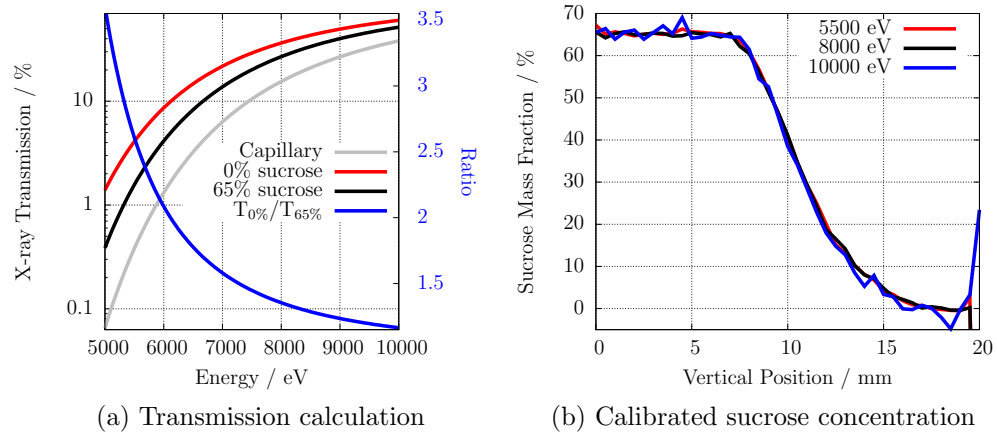 X-ray Transmission / %
10
1
0.1
3.5
3
2.5
2
1.5
Ratio
Capillary
0% sucrose
65% sucrose
T0%/T65%
5000 6000 7000 8000 9000 10000
Energy / eV
(a) Transmission calculation
Sucrose Mass Fraction / %
70
60
50
40
30
20
10
0
5500 eV
8000 eV
10000 eV
0 5 10 15 20
Vertical Position / mm
(b) Calibrated sucrose concentration